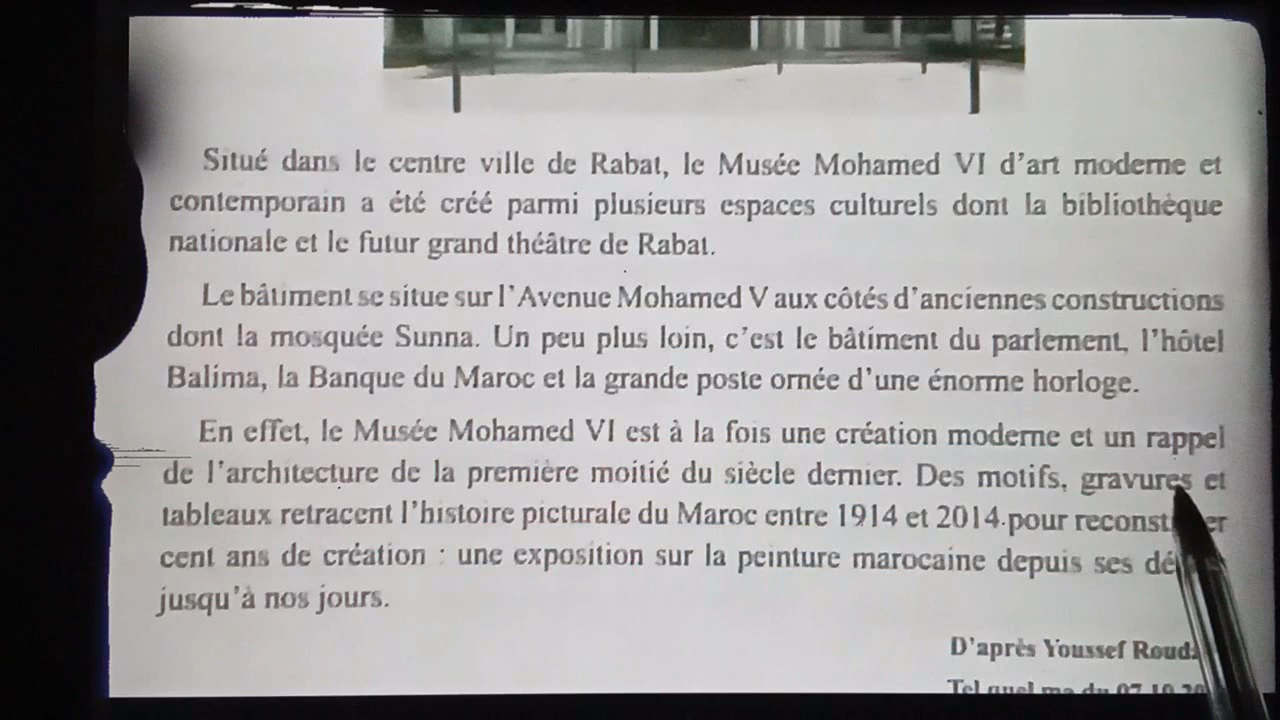 Situé dans le centre ville de Rabat, le Musée Mohamed VI d'art moderne et
contemporain a été créé parmi plusieurs espaces culturels dont la bibliothèque
nationale et le futur grand théâtre de Rabat.
Le bâtiment se situe sur l'Avenue Mohamed V aux côtés d'anciennes constructions
dont la mosquée Sunna. Un peu plus loin, c'est le bâtiment du parlement, l'hôtel
Balima, la Banque du Maroc et la grande poste ornée d'une énorme horloge.
En effet, le Musée Mohamed VI est à la fois une création moderne et un rappel
de l'architecture de la première moitié du siècle dernier. Des motifs, gravures et
tableaux retracent l'histoire picturale du Maroc entre 1914 et 2014 pour
cent ans de création : une exposition sur la peinture marocaine depuis ses
jusqu'à nos jours.
D'après Youssef
Tel quel ma du 07.10